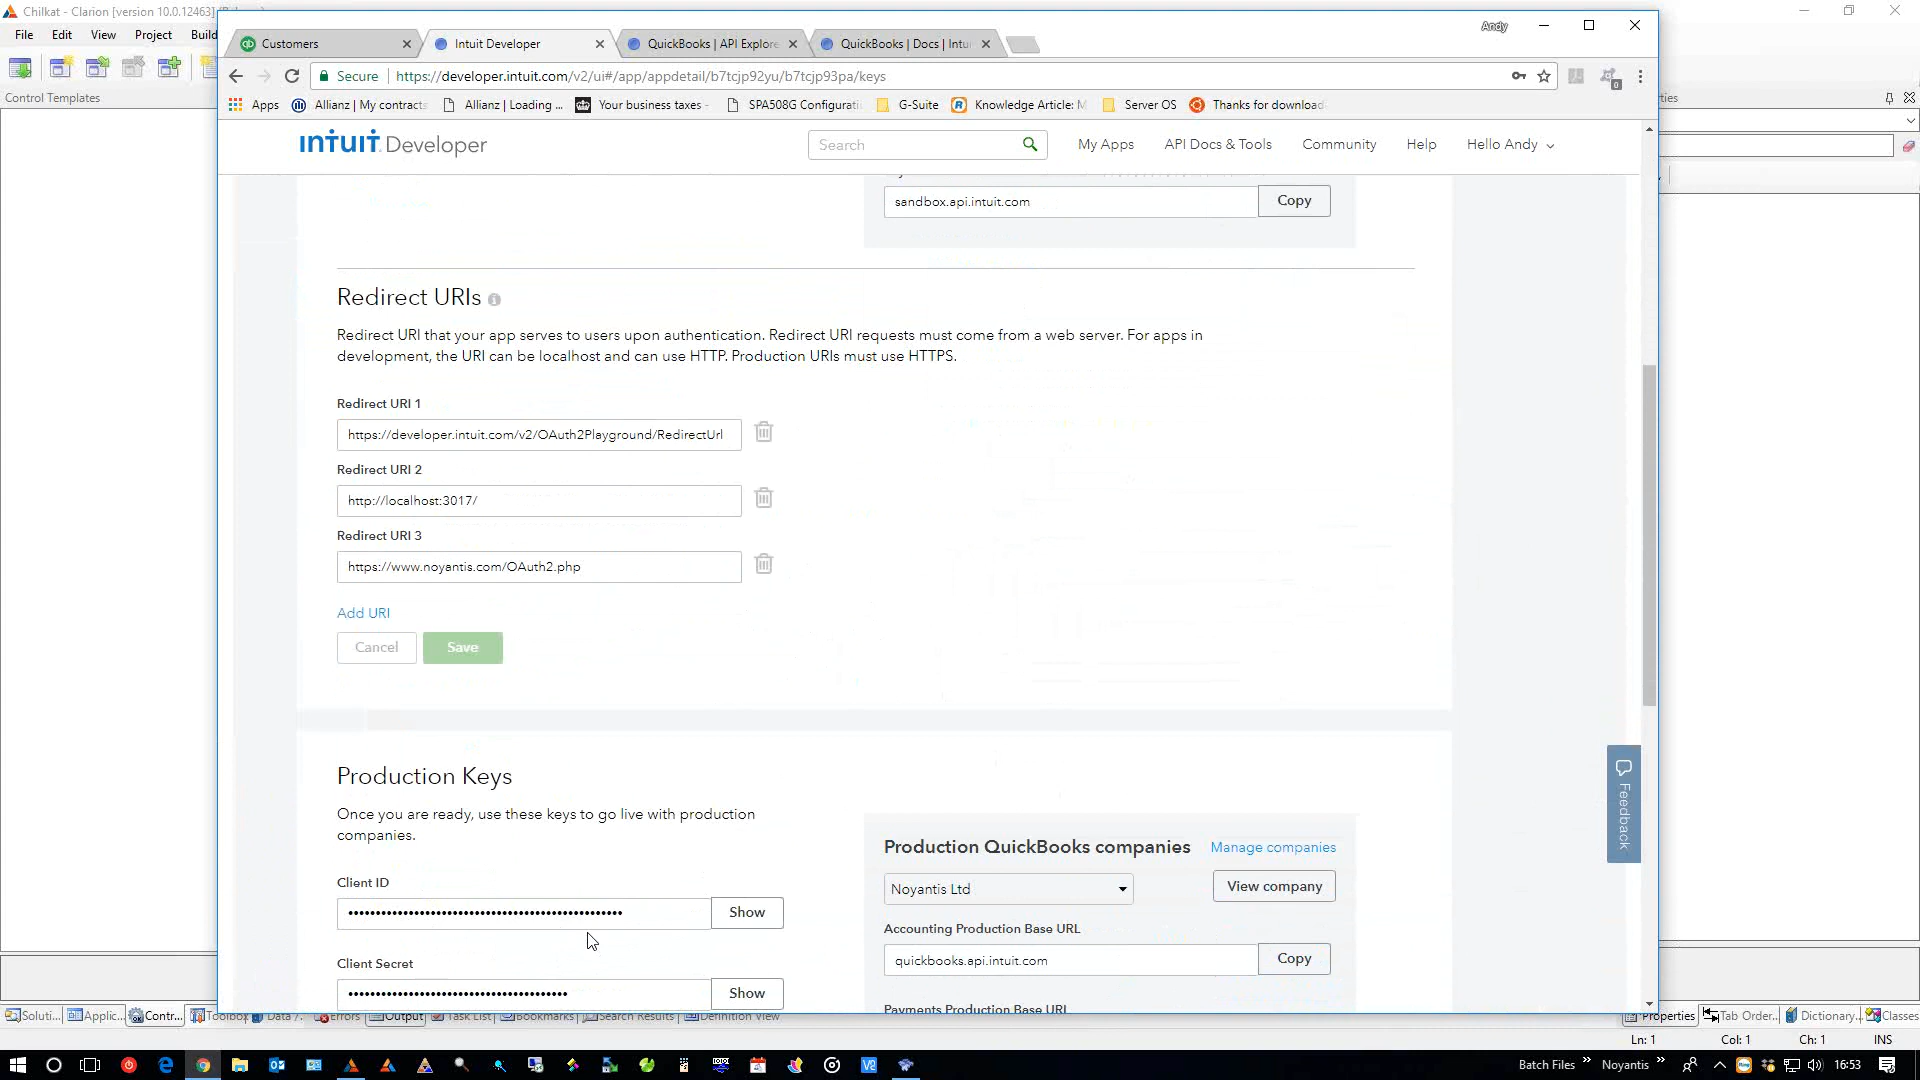 Chilkat - Clarion [version 10.0.12463]
File Edit View Project Build
Control Templates
Andy
Customers
Intuit Developer
QuickBooks | API Explore
QuickBooks | Docs | Intu
Secure https://developer.intuit.com/v2/ui#/app/appdetail/b7tcjp92yu/b7tcjp93pa/keys
Apps Allianz | My contracts Allianz | Loading ... Your business taxes - SPA508G Configurati G-Suite Knowledge Article: M Server OS Thanks for download
intuit Developer
Search
My Apps API Docs & Tools Community Help Hello Andy
sandbox.api.intuit.com Copy
Redirect URIs
Redirect URI that your app serves to users upon authentication. Redirect URI requests must come from a web server. For apps in
development, the URI can be localhost and can use HTTP. Production URIs must use HTTPS.
Redirect URI 1
https://developer.intuit.com/v2/OAuth2Playground/RedirectUrl
Redirect URI 2
http://localhost:3017/
Redirect URI 3
https://www.noyantis.com/OAuth2.php
Add URI
Cancel Save
Production Keys
Once you are ready, use these keys to go live with production
companies.
Client ID
Show
Client Secret
Show
Production QuickBooks companies Manage companies
Noyantis Ltd View company
Accounting Production Base URL
quickbooks.api.intuit.com Copy
Payments Production Base URL
Feedback
Soluti... Applic... Contr... Toolbox Data /. Errors Output Task List Bookmarks Search Results Definition View
Properties Tab Order... Dictionary... Classes
Ln: 1 Col: 1 Ch: 1 INS
Batch Files Noyantis 16:53